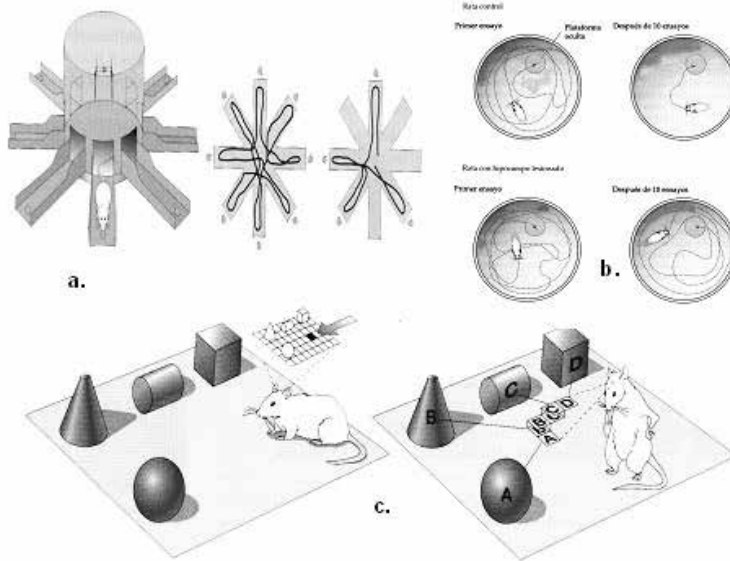 Rata control
Primer ensayo
Plataforma
oculta
Después de 10 ensayos
Rata con hipocampo lesionado
Primer ensayo
Después de 10 ensayos
a.
b.
C
D
B
A
B
C
D
A
c.